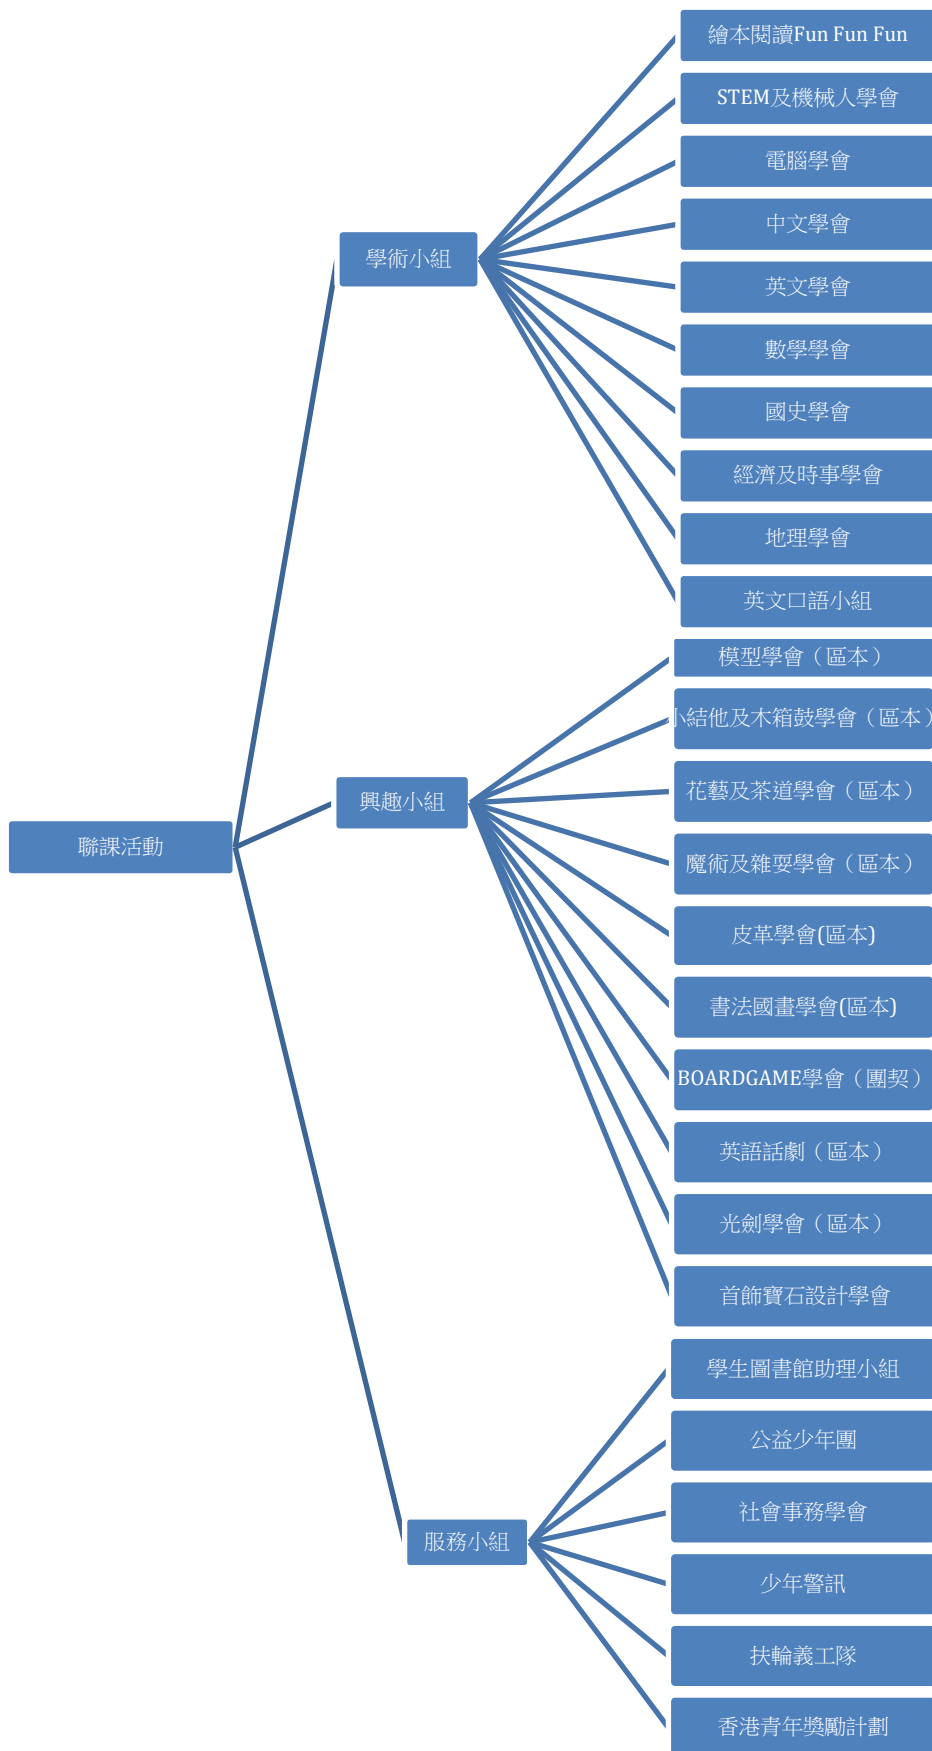 聯課活動
學術小組
繪本閱讀Fun Fun Fun
STEM及機械人學會
電腦學會
中文學會
英文學會
數學學會
國史學會
經濟及時事學會
地理學會
英文口語小組
興趣小組
模型學會（區本）
小結他及木箱鼓學會（區本）
花藝及茶道學會（區本）
魔術及雜耍學會（區本）
皮革學會(區本)
書法國畫學會(區本)
BOARDGAME學會（團契）
英語話劇（區本）
光劍學會（區本）
首飾寶石設計學會
服務小組
學生圖書館助理小組
公益少年團
社會事務學會
少年警訊
扶輪義工隊
香港青年獎勵計劃